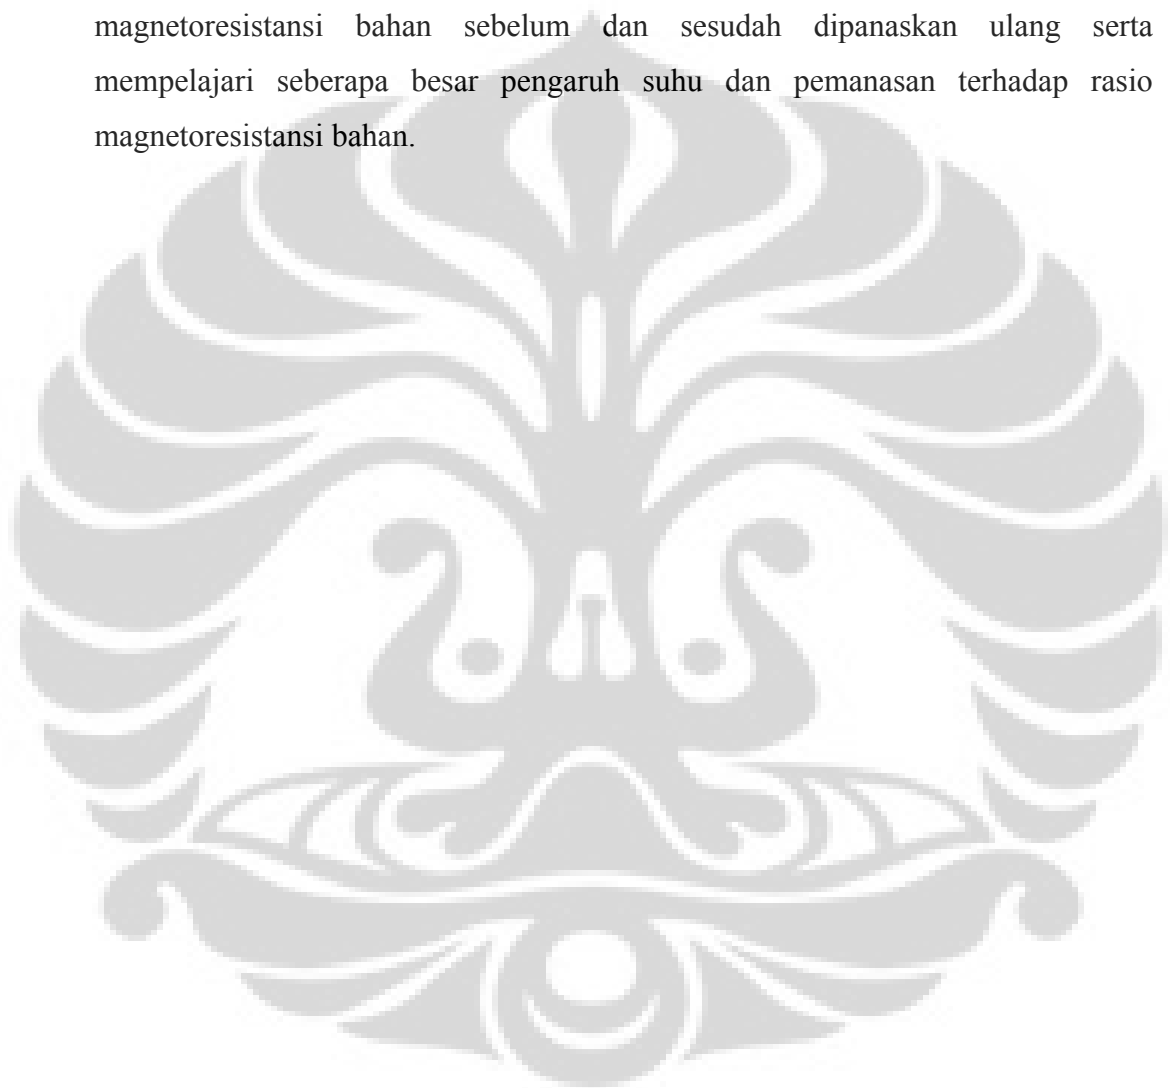 magnetoresistansi bahan sebelum dan sesudah dipanaskan ulang serta
mempelajari seberapa besar pengaruh suhu dan pemanasan terhadap rasio
magnetoresistansi bahan.